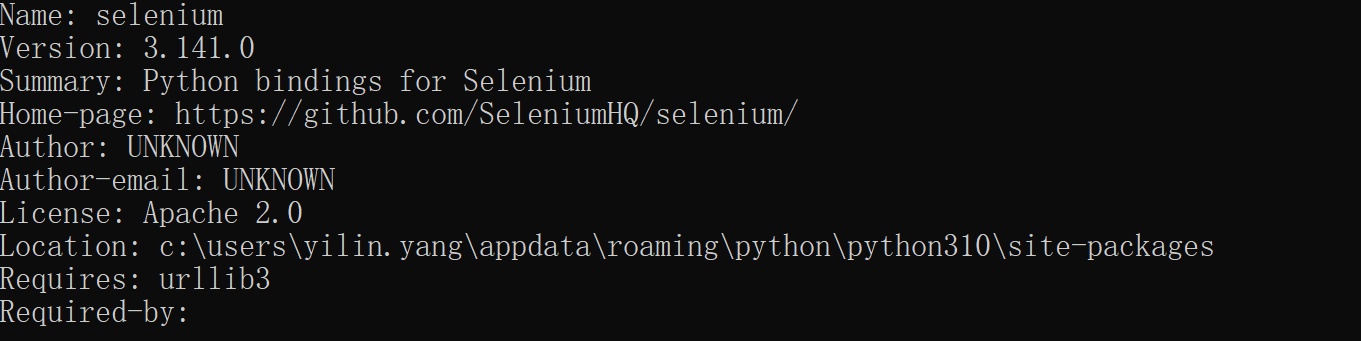 Name: selenium
Version: 3.141.0
Summary: Python bindings for Selenium
Home-page: https://github.com/SeleniumHQ/selenium/
Author: UNKNOWN
Author-email: UNKNOWN
License: Apache 2.0
Location: c:\users\yilin.yang\appdata\roaming\python\python310\site-packages
Requires: urllib3
Required-by: